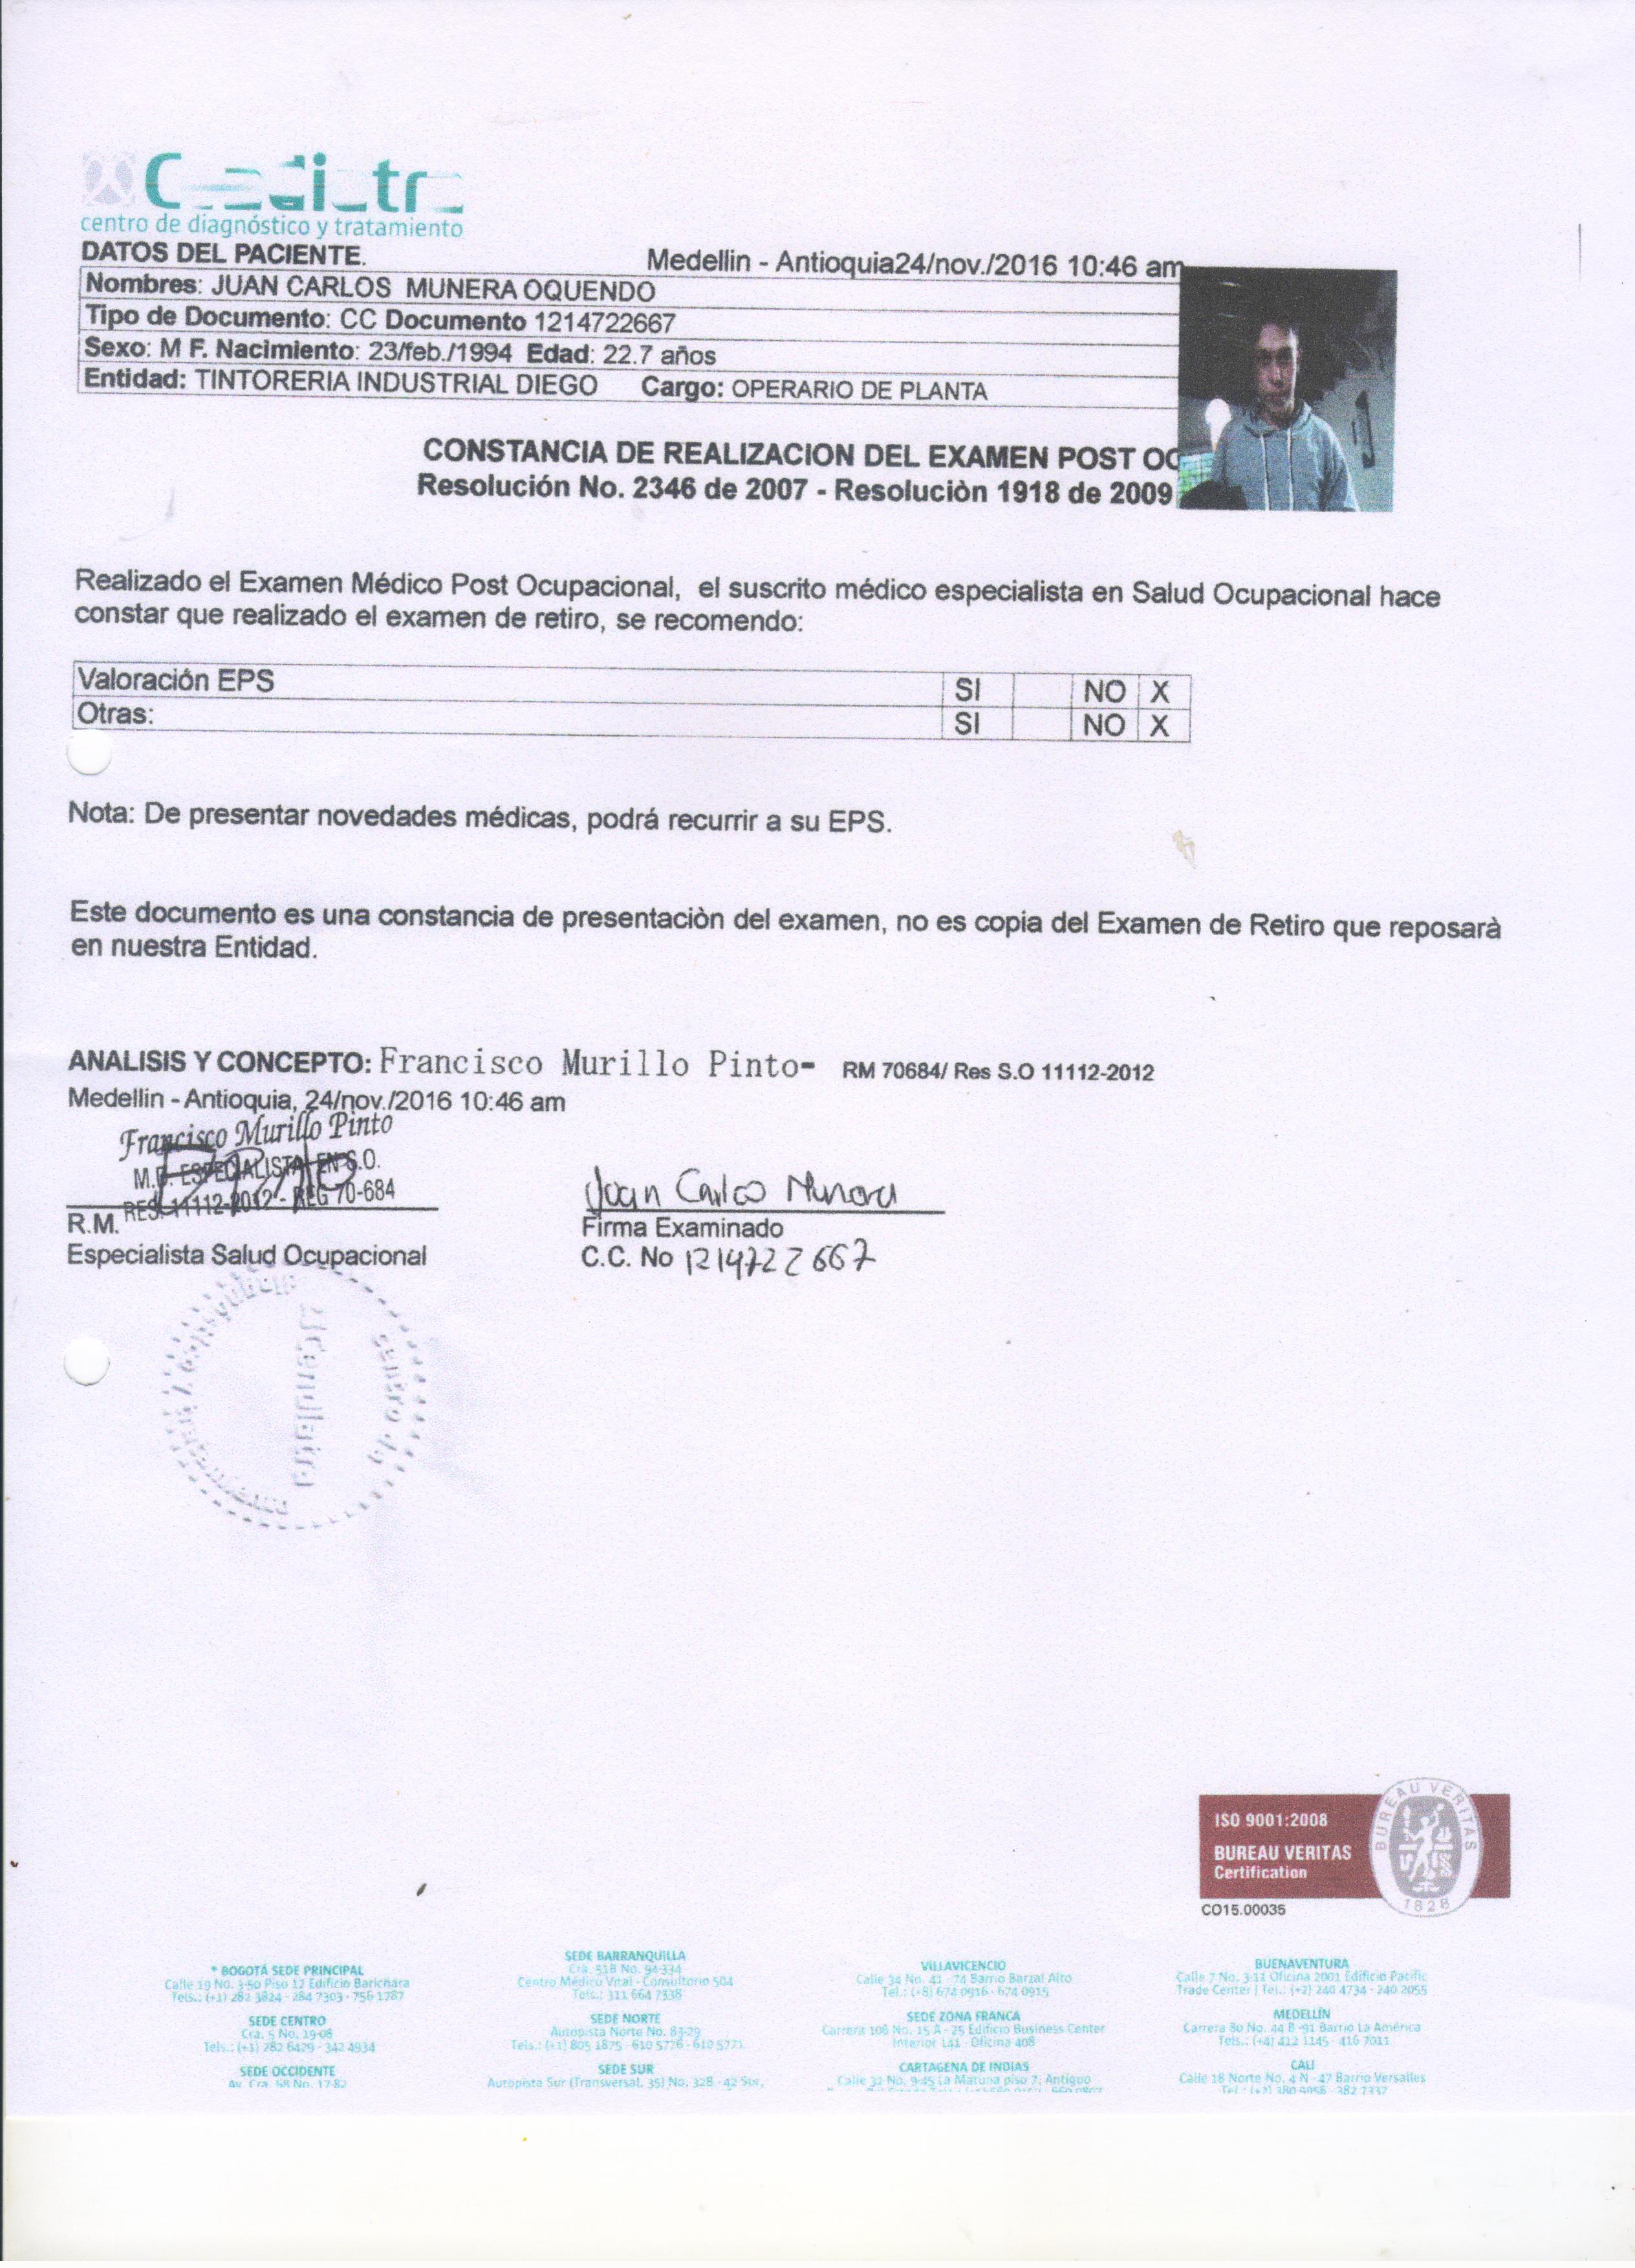 centro de diagnóstico y tratamiento
DATOS DEL PACIENTE.
Medellin - Antioquia24/nov./2016 10:46 am
Nombres: JUAN CARLOS MUNERA OQUENDO
Tipo de Documento: CC Documento 1214722667
Sexo: M F. Nacimiento: 23/feb./1994 Edad: 22.7 años
Entidad: TINTORERIA INDUSTRIAL DIEGO Cargo: OPERARIO DE PLANTA
CONSTANCIA DE REALIZACION DEL EXAMEN POST OC
Resolución No. 2346 de 2007 - Resoluciòn 1918 de 2009
Realizado el Examen Médico Post Ocupacional, el suscrito médico especialista en Salud Ocupacional hace
constar que realizado el examen de retiro, se recomendo:
Valoración EPS SI NO X
Otras: SI NO X
Nota: De presentar novedades médicas, podrá recurrir a su EPS.
Este documento es una constancia de presentaciòn del examen, no es copia del Examen de Retiro que reposarà
en nuestra Entidad.
ANALISIS Y CONCEPTO: Francisco Murillo Pinto- RM 70684/ Res S.O 11112-2012
Medellin - Antioquia, 24/nov./2016 10:46 am
Francisco Murillo Pinto
M.D. ESPECIALISTA EN S.O.
RES. 11112-2012 - REG 70-684
R.M.
Especialista Salud Ocupacional
Juan Carlos Munera
Firma Examinado
C.C. No 1214722667
ISO 9001:2008
BUREAU VERITAS
Certification
BUREAU VERITAS
1828
CO15.00035
* BOGOTÁ SEDE PRINCIPAL
Calle 19 No. 3-50 Piso 12 Edificio Barichara
Tels.: (+1) 282 3824 - 284 7303 - 756 1787
SEDE CENTRO
Cra. 5 No. 19-08
Tels.: (+1) 282 6429 - 342 4934
SEDE OCCIDENTE
Av. Cra. 68 No. 17-82
SEDE BARRANQUILLA
Cra. 51B No. 94-334
Centro Médico Vital - Consultorio 504
Tels.: 311 664 7338
SEDE NORTE
Autopista Norte No. 83-29
Tels.: (+1) 805 1875 - 610 5776 - 610 5771
SEDE SUR
Autopista Sur (Transversal. 35) No. 32B - 42 Sur,
VILLAVICENCIO
Calle 34 No. 41 - 74 Barrio Barzal Alto
Tel.: (+8) 674 0916 - 674 0915
SEDE ZONA FRANCA
Carrera 106 No. 15 A - 25 Edificio Business Center
Interior 141 - Oficina 408
CARTAGENA DE INDIAS
Calle 32 No. 9-45 La Matuna piso 7, Antiguo
BUENAVENTURA
Calle 7 No. 3-11 Oficina 2001 Edificio Pacific
Trade Center | Tel.: (+2) 240 4734 - 240 2055
MEDELLÍN
Carrera 80 No. 44 B -91 Barrio La América
Tels.: (+4) 412 1145 - 416 7011
CALI
Calle 18 Norte No. 4 N - 47 Barrio Versalles
Tel.: (+2) 380 9056 - 382 7337